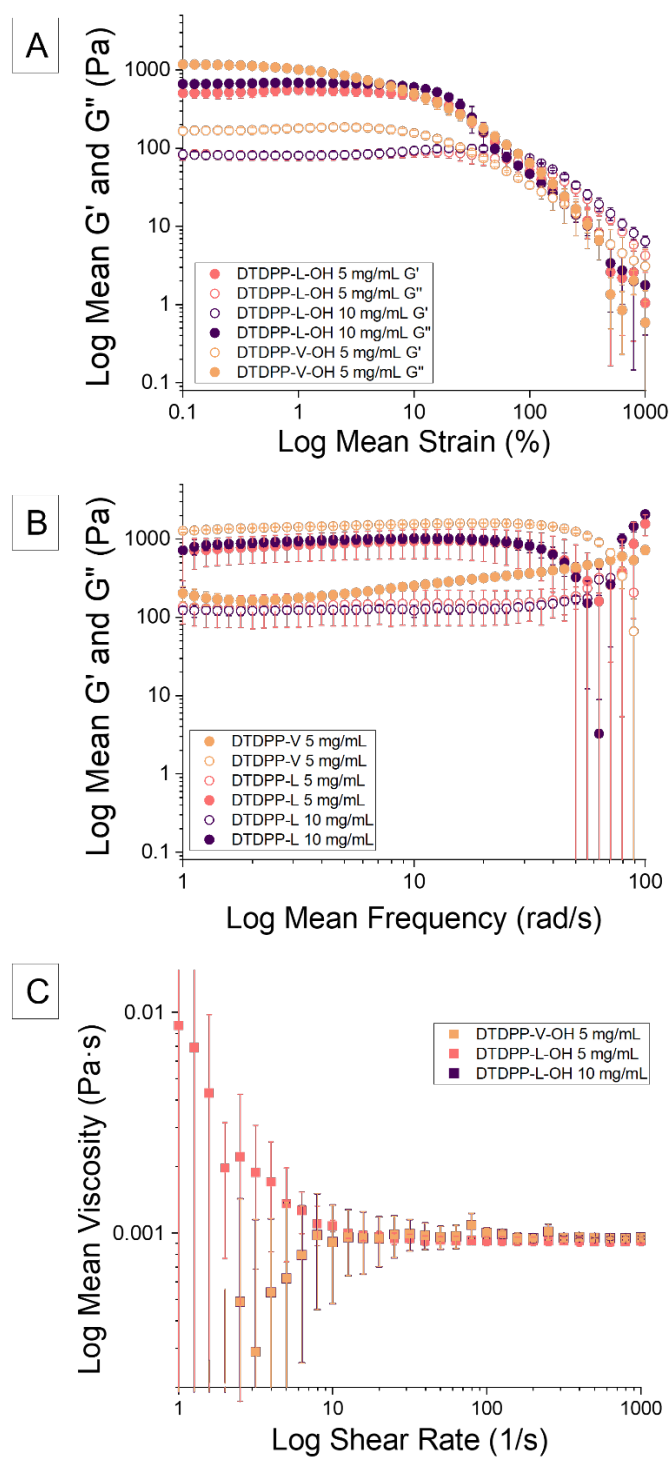 A
Log Mean G' and G" (Pa)
1000
100
10
1
0.1
DTDPP-L-OH 5 mg/mL G'
DTDPP-L-OH 5 mg/mL G"
DTDPP-L-OH 10 mg/mL G'
DTDPP-L-OH 10 mg/mL G"
DTDPP-V-OH 5 mg/mL G'
DTDPP-V-OH 5 mg/mL G"
0.1 1 10 100 1000
Log Mean Strain (%)
B
Log Mean G' and G" (Pa)
1000
100
10
1
0.1
DTDPP-V 5 mg/mL
DTDPP-V 5 mg/mL
DTDPP-L 5 mg/mL
DTDPP-L 5 mg/mL
DTDPP-L 10 mg/mL
DTDPP-L 10 mg/mL
1 10 100
Log Mean Frequency (rad/s)
C
Log Mean Viscosity (Pa·s)
0.01
0.001
DTDPP-V-OH 5 mg/mL
DTDPP-L-OH 5 mg/mL
DTDPP-L-OH 10 mg/mL
1 10 100 1000
Log Shear Rate (1/s)